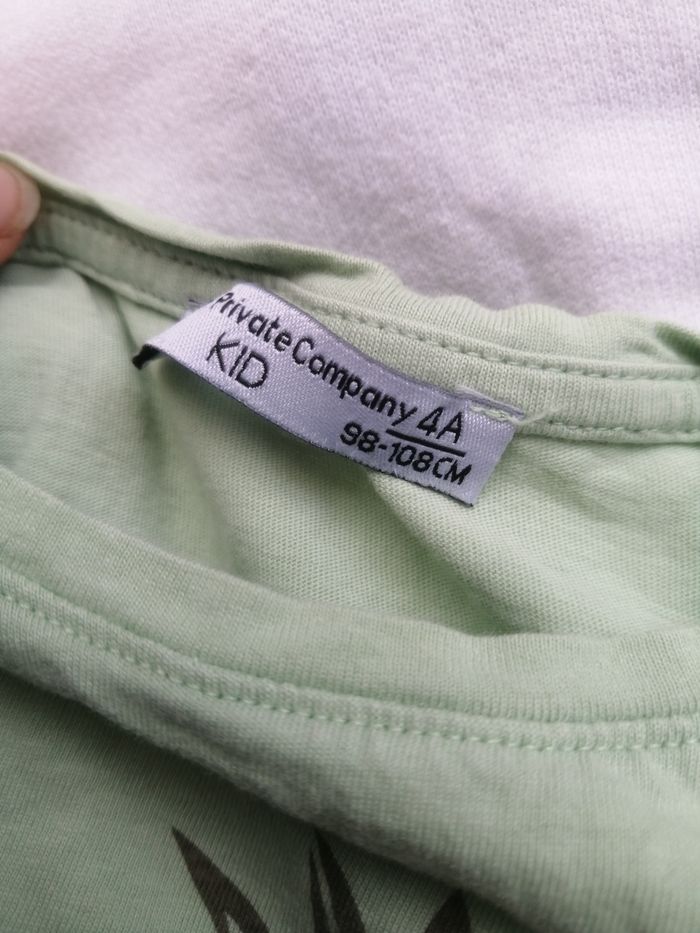 Private Company
KID
4A
98-108CM